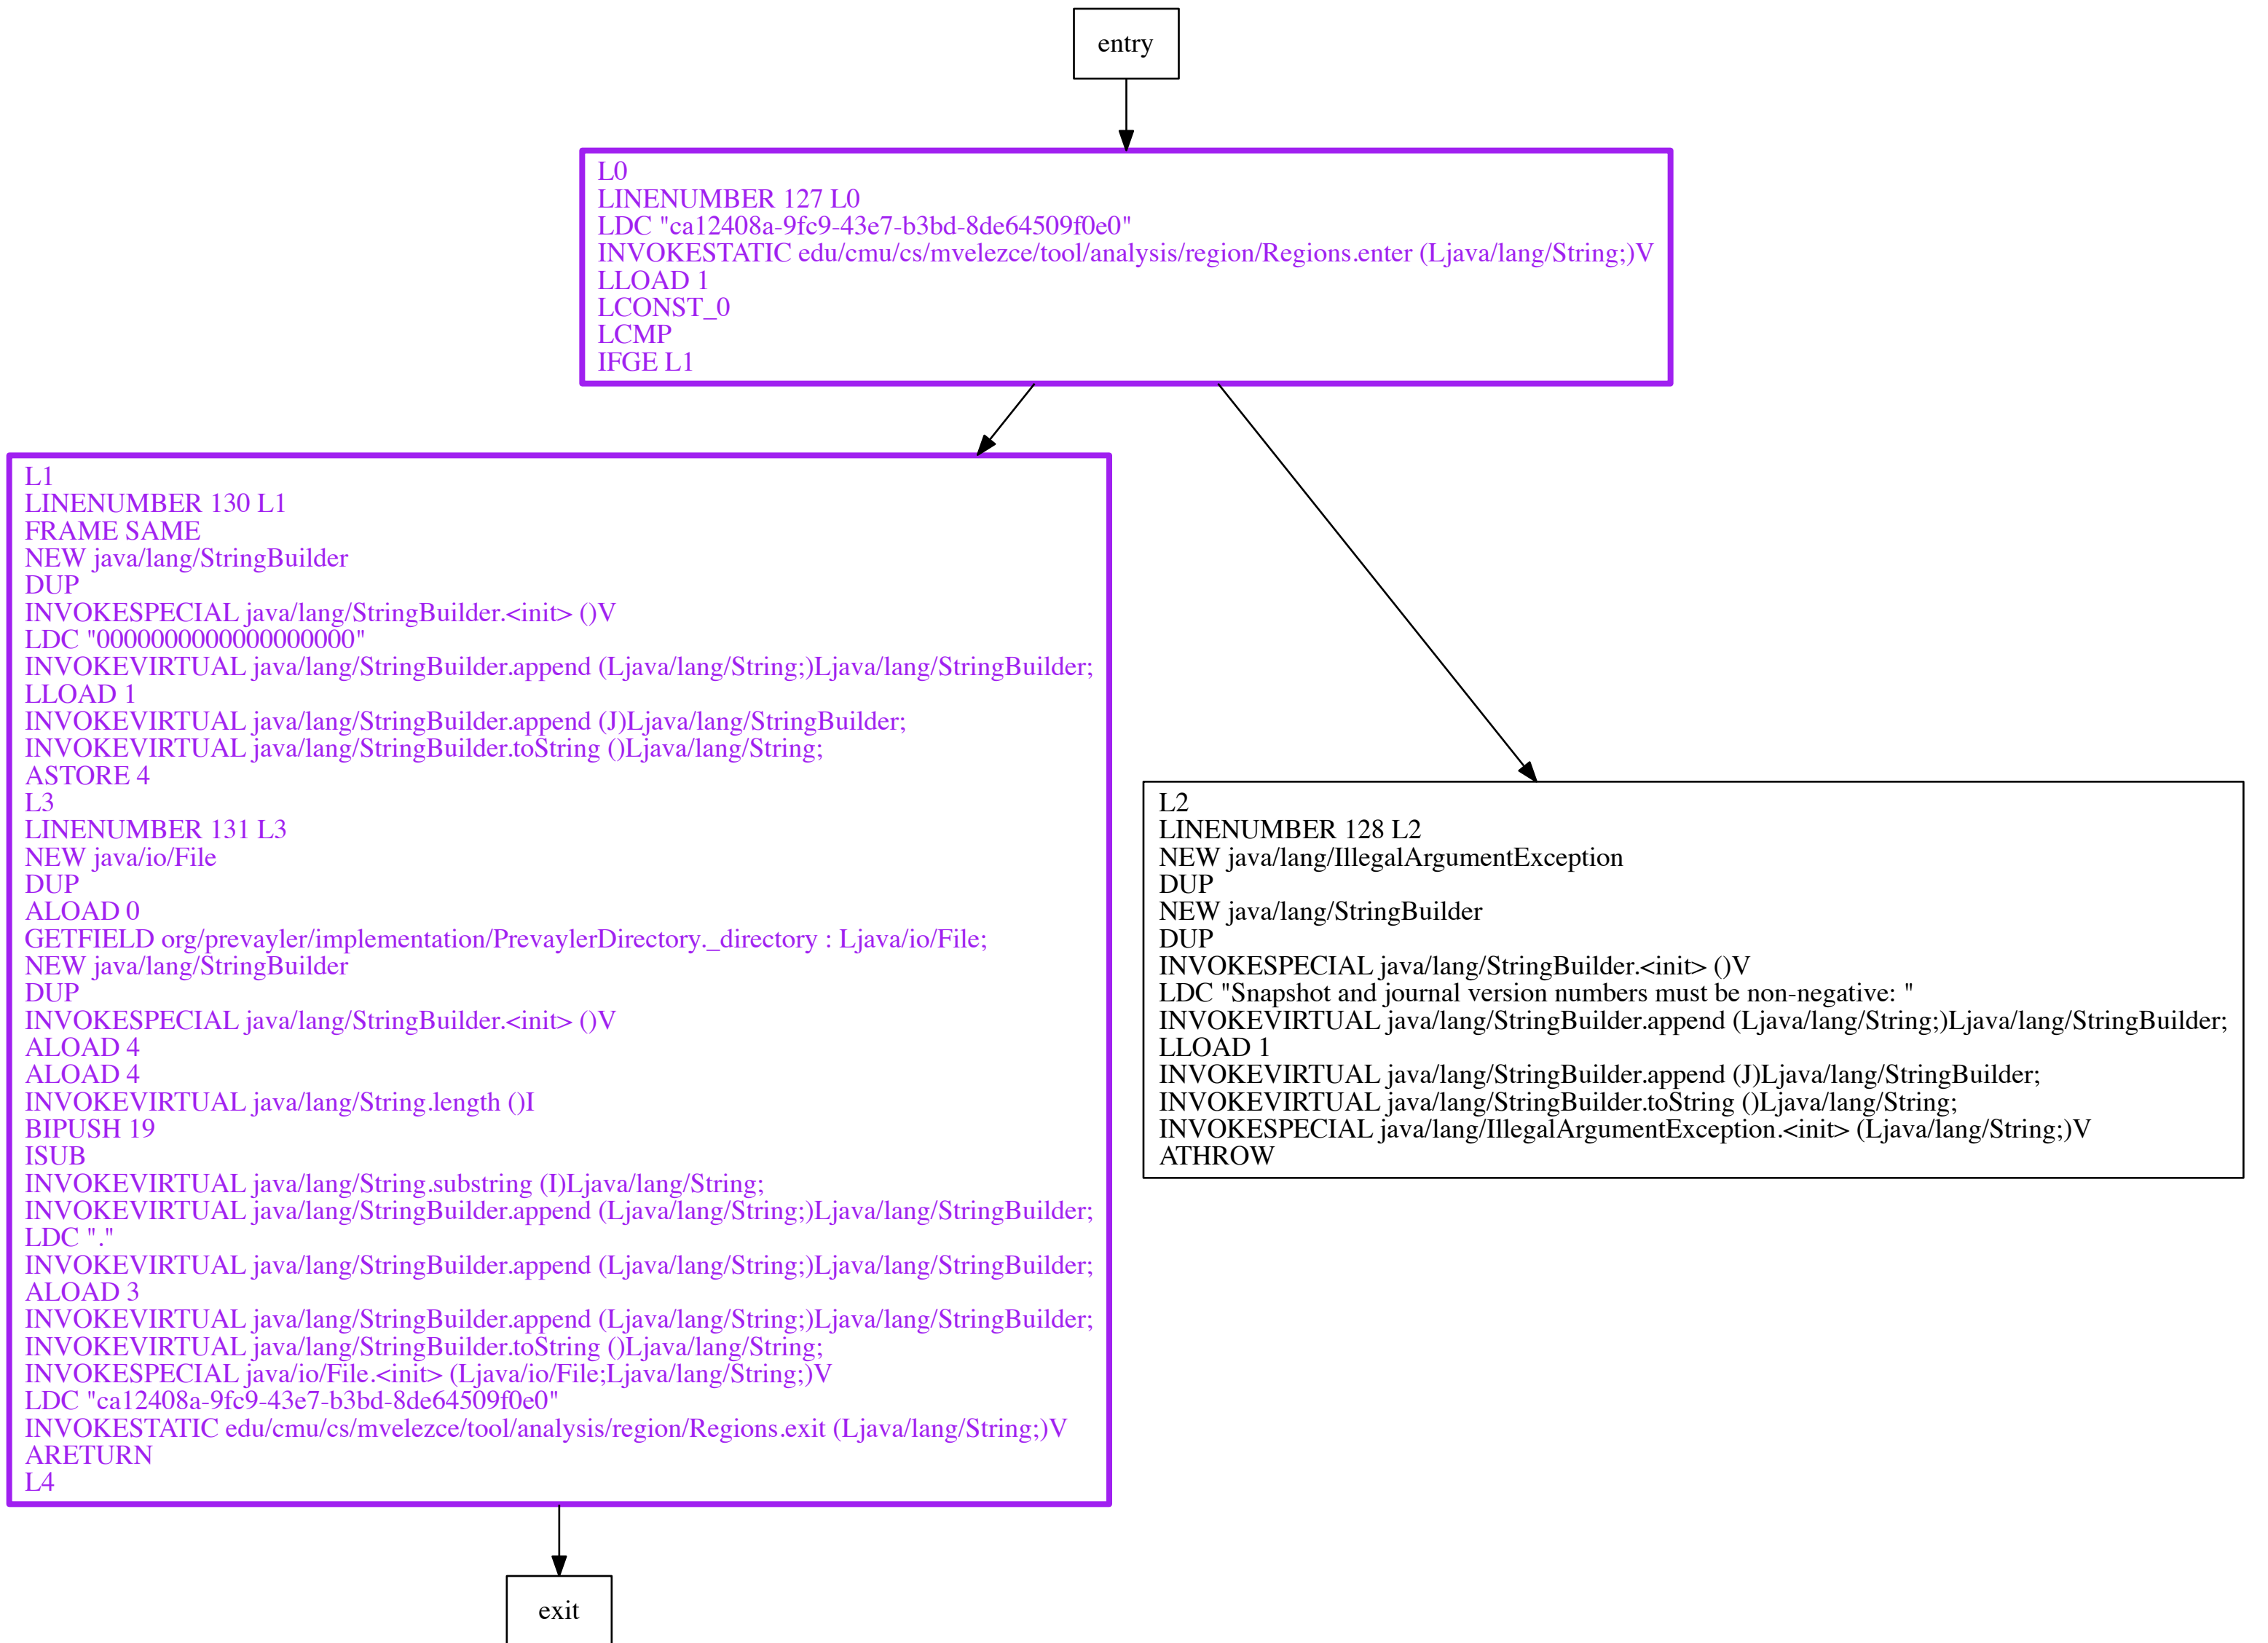 entry
L0
LINENUMBER 127 L0
LDC "ca12408a-9fc9-43e7-b3bd-8de64509f0e0"
INVOKESTATIC edu/cmu/cs/mvelezce/tool/analysis/region/Regions.enter (Ljava/lang/String;)V
LLOAD 1
LCONST_0
LCMP
IFGE L1
L1
LINENUMBER 130 L1
FRAME SAME
NEW java/lang/StringBuilder
DUP
INVOKESPECIAL java/lang/StringBuilder.<init> ()V
LDC "0000000000000000000"
INVOKEVIRTUAL java/lang/StringBuilder.append (Ljava/lang/String;)Ljava/lang/StringBuilder;
LLOAD 1
INVOKEVIRTUAL java/lang/StringBuilder.append (J)Ljava/lang/StringBuilder;
INVOKEVIRTUAL java/lang/StringBuilder.toString ()Ljava/lang/String;
ASTORE 4
L3
LINENUMBER 131 L3
NEW java/io/File
DUP
ALOAD 0
GETFIELD org/prevayler/implementation/PrevaylerDirectory._directory : Ljava/io/File;
NEW java/lang/StringBuilder
DUP
INVOKESPECIAL java/lang/StringBuilder.<init> ()V
ALOAD 4
ALOAD 4
INVOKEVIRTUAL java/lang/String.length ()I
BIPUSH 19
ISUB
INVOKEVIRTUAL java/lang/String.substring (I)Ljava/lang/String;
INVOKEVIRTUAL java/lang/StringBuilder.append (Ljava/lang/String;)Ljava/lang/StringBuilder;
LDC "."
INVOKEVIRTUAL java/lang/StringBuilder.append (Ljava/lang/String;)Ljava/lang/StringBuilder;
ALOAD 3
INVOKEVIRTUAL java/lang/StringBuilder.append (Ljava/lang/String;)Ljava/lang/StringBuilder;
INVOKEVIRTUAL java/lang/StringBuilder.toString ()Ljava/lang/String;
INVOKESPECIAL java/io/File.<init> (Ljava/io/File;Ljava/lang/String;)V
LDC "ca12408a-9fc9-43e7-b3bd-8de64509f0e0"
INVOKESTATIC edu/cmu/cs/mvelezce/tool/analysis/region/Regions.exit (Ljava/lang/String;)V
ARETURN
L4
L2
LINENUMBER 128 L2
NEW java/lang/IllegalArgumentException
DUP
NEW java/lang/StringBuilder
DUP
INVOKESPECIAL java/lang/StringBuilder.<init> ()V
LDC "Snapshot and journal version numbers must be non-negative: "
INVOKEVIRTUAL java/lang/StringBuilder.append (Ljava/lang/String;)Ljava/lang/StringBuilder;
LLOAD 1
INVOKEVIRTUAL java/lang/StringBuilder.append (J)Ljava/lang/StringBuilder;
INVOKEVIRTUAL java/lang/StringBuilder.toString ()Ljava/lang/String;
INVOKESPECIAL java/lang/IllegalArgumentException.<init> (Ljava/lang/String;)V
ATHROW
exit